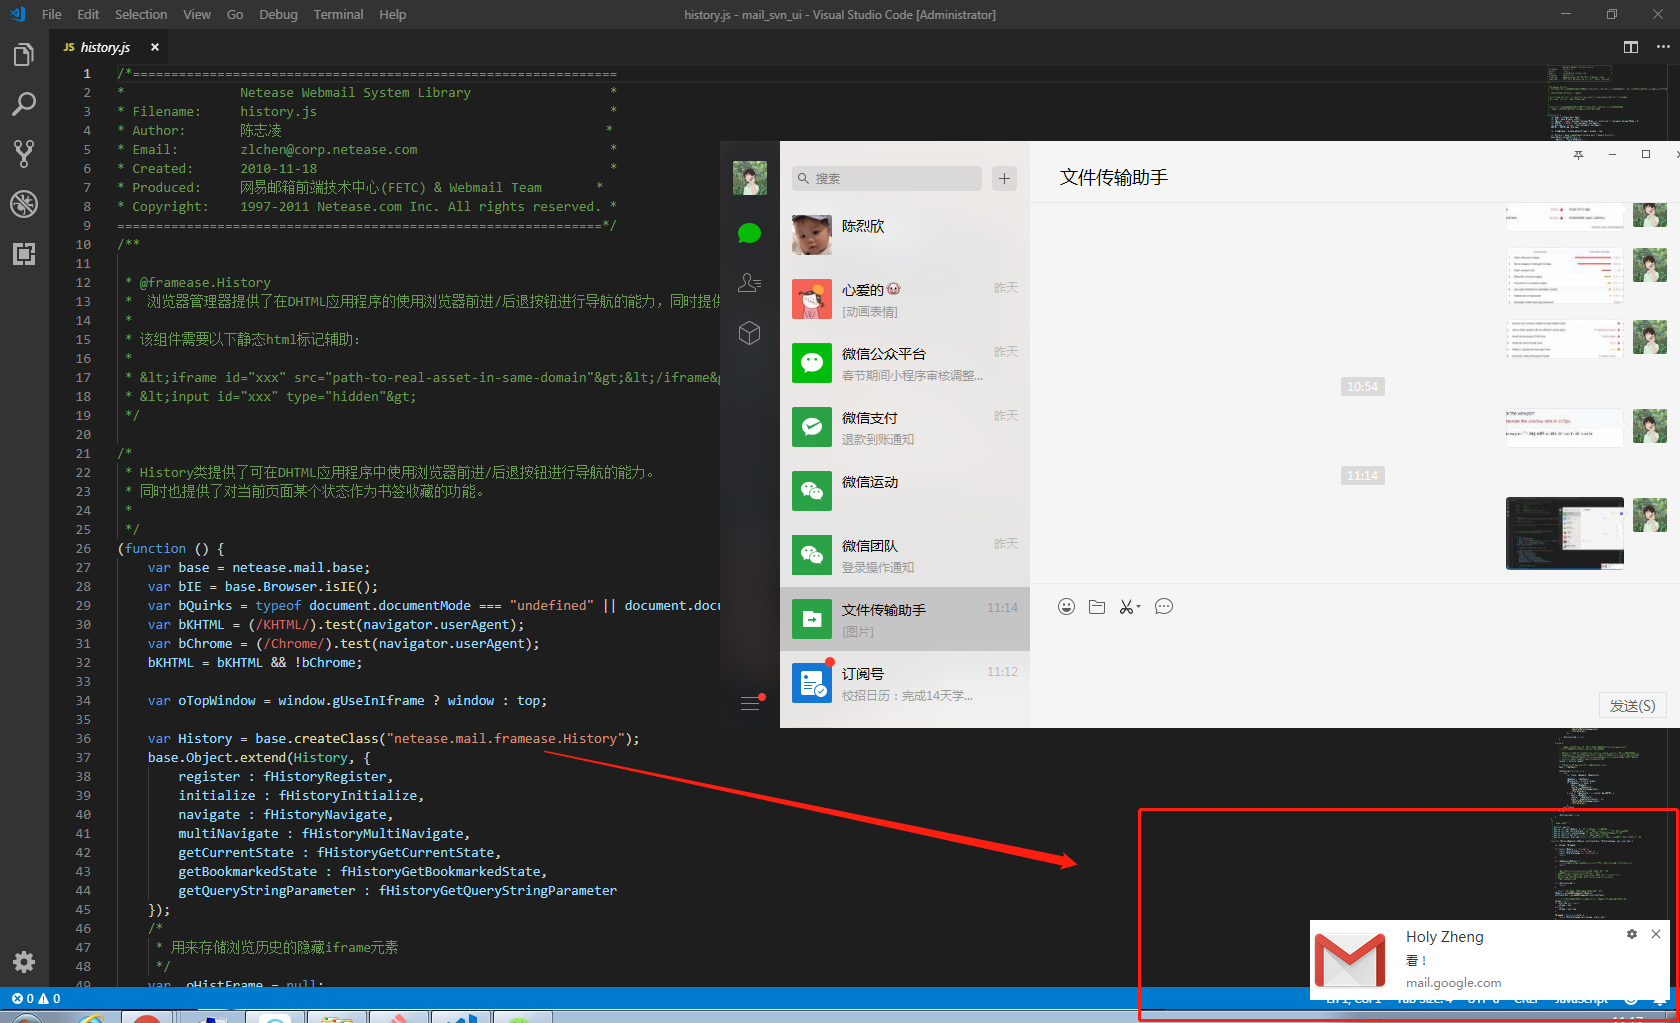 File Edit Selection View Go Debug Terminal Help
history.js - mail_svn_ui - Visual Studio Code [Administrator]
JS history.js
1 /*===============================================================
2 * Netease Webmail System Library *
3 * Filename: history.js *
4 * Author: 陈志凌 *
5 * Email: zlchen@corp.netease.com *
6 * Created: 2010-11-18 *
7 * Produced: 网易邮箱前端技术中心(FETC) & Webmail Team *
8 * Copyright: 1997-2011 Netease.com Inc. All rights reserved. *
9 ===============================================================*/
10 /**
11
12 * @framease.History
13 * 浏览器管理器提供了在DHTML应用程序的使用浏览器前进/后退按钮进行导航的能力，同时提供
14 *
15 * 该组件需要以下静态html标记辅助：
16 *
17 * &lt;iframe id="xxx" src="path-to-real-asset-in-same-domain"&gt;&lt;/iframe&g
18 * &lt;input id="xxx" type="hidden"&gt;
19 */
20
21 /*
22 * History类提供了可在DHTML应用程序中使用浏览器前进/后退按钮进行导航的能力。
23 * 同时也提供了对当前页面某个状态作为书签收藏的功能。
24 *
25 */
26 (function () {
27 var base = netease.mail.base;
28 var bIE = base.Browser.isIE();
29 var bQuirks = typeof document.documentMode === "undefined" || document.docu
30 var bKHTML = (/KHTML/).test(navigator.userAgent);
31 var bChrome = (/Chrome/).test(navigator.userAgent);
32 bKHTML = bKHTML && !bChrome;
33
34 var oTopWindow = window.gUseInIframe ? window : top;
35
36 var History = base.createClass("netease.mail.framease.History");
37 base.Object.extend(History, {
38 register : fHistoryRegister,
39 initialize : fHistoryInitialize,
40 navigate : fHistoryNavigate,
41 multiNavigate : fHistoryMultiNavigate,
42 getCurrentState : fHistoryGetCurrentState,
43 getBookmarkedState : fHistoryGetBookmarkedState,
44 getQueryStringParameter : fHistoryGetQueryStringParameter
45 });
46 /*
47 * 用来存储浏览历史的隐藏iframe元素
48 */
49 var _oHistFrame = null;
0 0
搜索
陈烈欣
心爱的 昨天
[动画表情]
微信公众平台 昨天
春节期间小程序审核调整...
微信支付 昨天
退款到账通知
微信运动
微信团队 昨天
登录操作通知
文件传输助手 11:14
[图片]
订阅号 11:12
校招日历：完成14天学...
文件传输助手
10:54
11:14
发送(S)
Holy Zheng
看！
mail.google.com